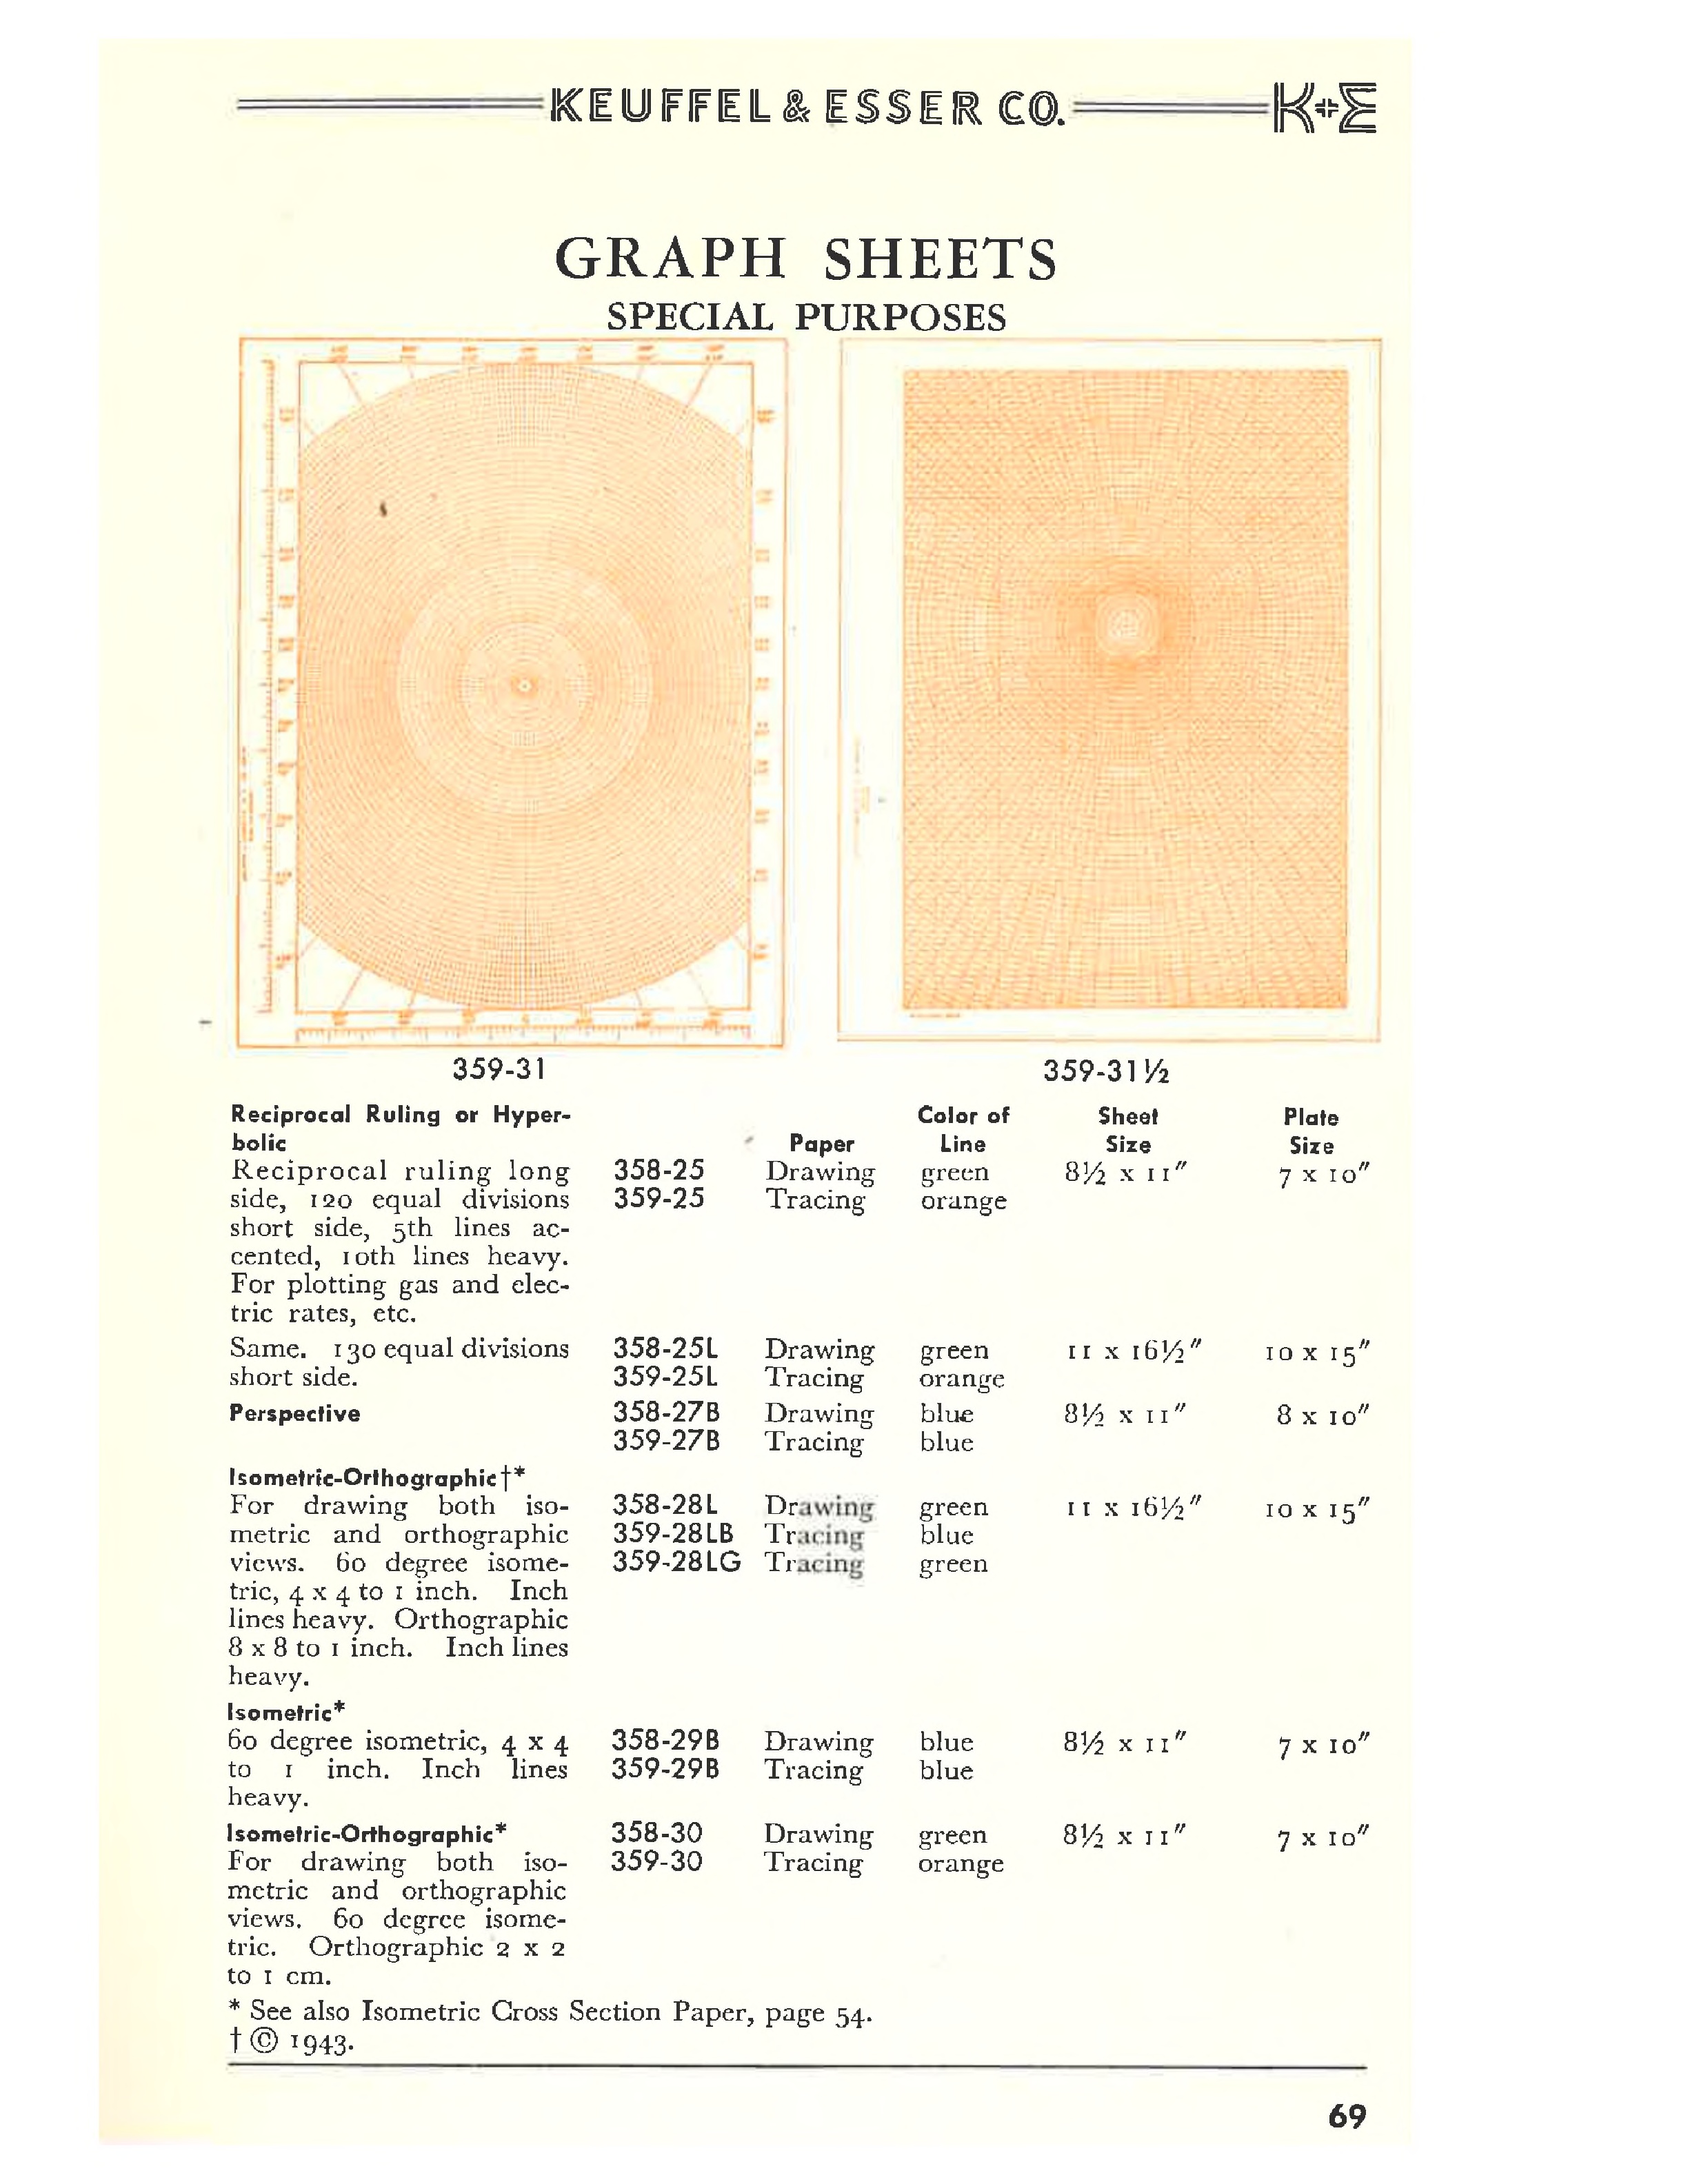 KEUFFEL & ESSER CO. K+E
GRAPH SHEETS
SPECIAL PURPOSES
359-31
359-31½
Reciprocal Ruling or Hyper- Color of Sheet Plate
bolic Paper Line Size Size
Reciprocal ruling long 358-25 Drawing green 8½ x 11" 7 x 10"
side, 120 equal divisions 359-25 Tracing orange
short side, 5th lines ac-
cented, 10th lines heavy.
For plotting gas and elec-
tric rates, etc.
Same. 130 equal divisions 358-25L Drawing green 11 x 16½" 10 x 15"
short side. 359-25L Tracing orange
Perspective 358-27B Drawing blue 8½ x 11" 8 x 10"
359-27B Tracing blue
Isometric-Orthographic†*
For drawing both iso- 358-28L Drawing green 11 x 16½" 10 x 15"
metric and orthographic 359-28LB Tracing blue
views. 60 degree isome- 359-28LG Tracing green
tric, 4 x 4 to 1 inch. Inch
lines heavy. Orthographic
8 x 8 to 1 inch. Inch lines
heavy.
Isometric*
60 degree isometric, 4 x 4 358-29B Drawing blue 8½ x 11" 7 x 10"
to 1 inch. Inch lines 359-29B Tracing blue
heavy.
Isometric-Orthographic* 358-30 Drawing green 8½ x 11" 7 x 10"
For drawing both iso- 359-30 Tracing orange
metric and orthographic
views. 60 degree isome-
tric. Orthographic 2 x 2
to 1 cm.
* See also Isometric Cross Section Paper, page 54.
† © 1943.
69